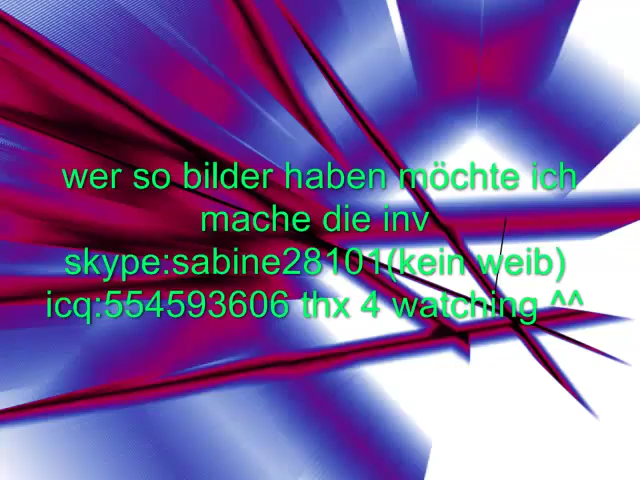 wer so bilder haben möchte ich
mache die inv
skype:sabine28101(kein weib)
icq:554593606 thx 4 watching ^^